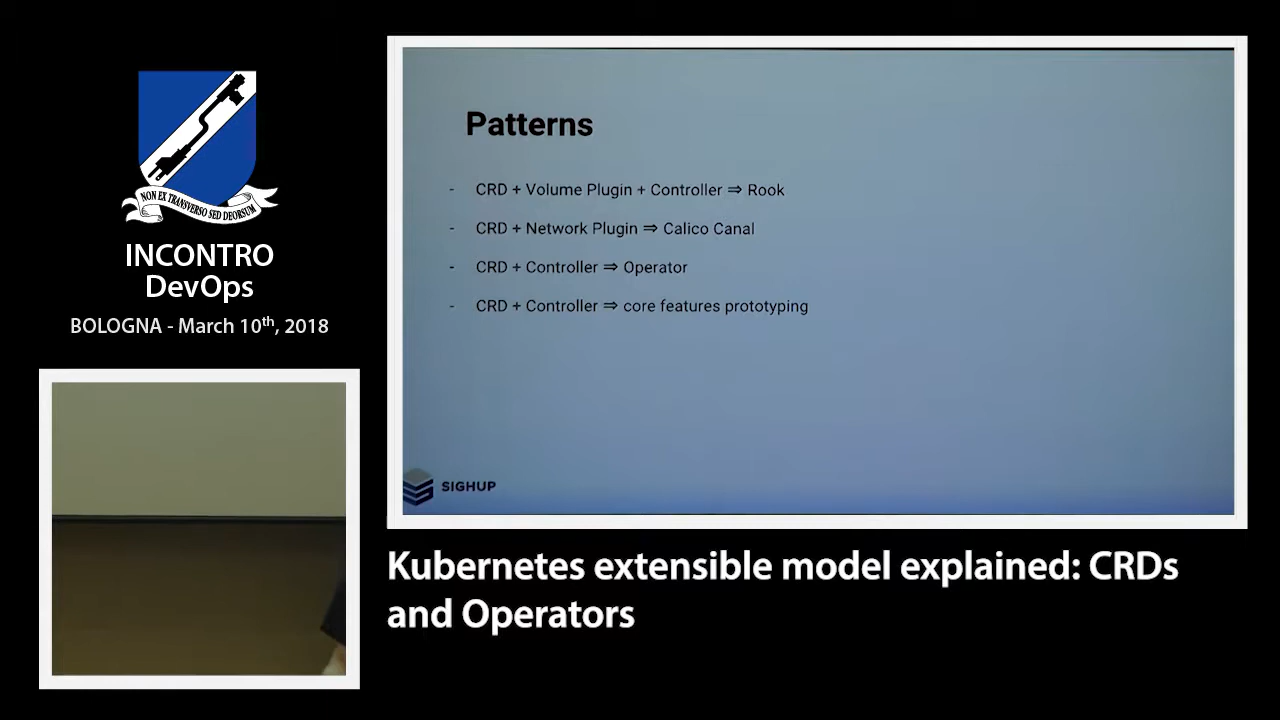 NON EX TRANSVERSO SED DEORSUM
INCONTRO
DevOps
BOLOGNA - March 10th, 2018
Patterns
- CRD + Volume Plugin + Controller ⇒ Rook
- CRD + Network Plugin ⇒ Calico Canal
- CRD + Controller ⇒ Operator
- CRD + Controller ⇒ core features prototyping
SIGHUP
Kubernetes extensible model explained: CRDs
and Operators